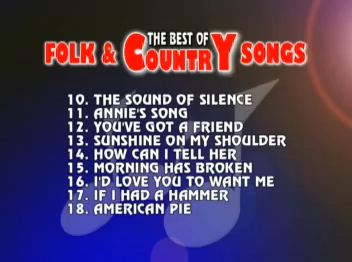 THE BEST OF
FOLK & COUNTRY SONGS
10. THE SOUND OF SILENCE
11. ANNIE'S SONG
12. YOU'VE GOT A FRIEND
13. SUNSHINE ON MY SHOULDER
14. HOW CAN I TELL HER
15. MORNING HAS BROKEN
16. I'D LOVE YOU TO WANT ME
17. IF I HAD A HAMMER
18. AMERICAN PIE